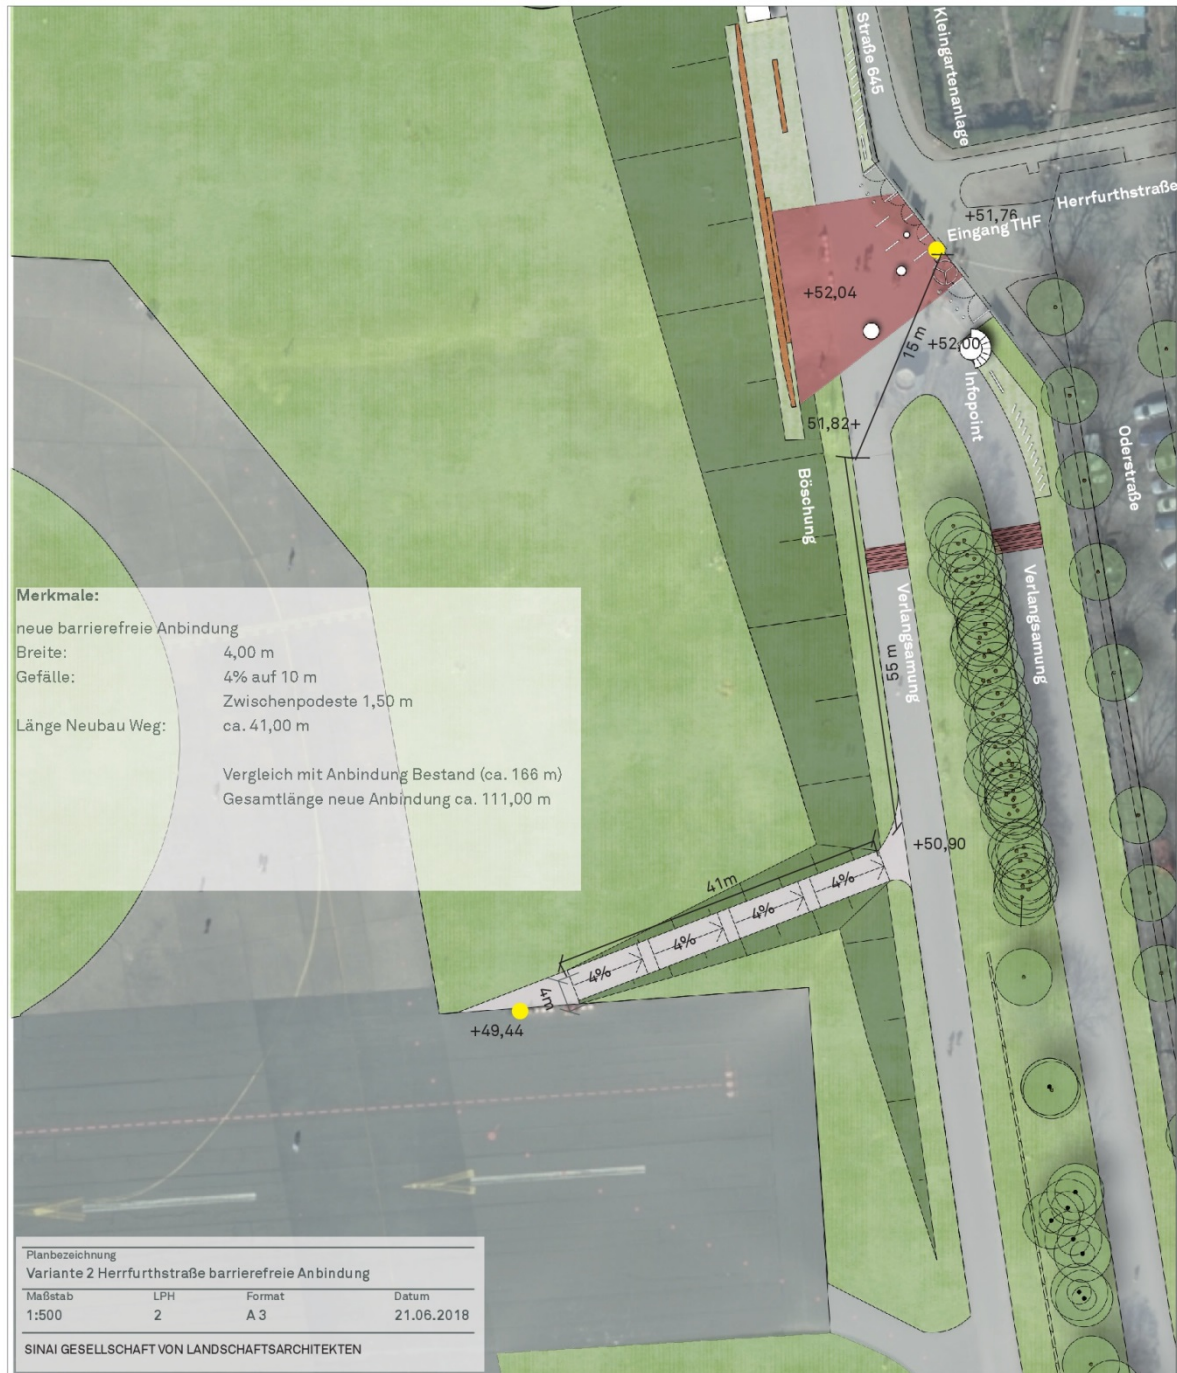 Straße 645
Kleingartenanlage
Herrfurthstraße
+51,76
Eingang THF
+52,04
15 m
+52,00
Infopoint
51,82+
Oderstraße
Böschung
Verlangsamung
Verlangsamung
55 m
Merkmale:
neue barrierefreie Anbindung
Breite: 4,00 m
Gefälle: 4% auf 10 m
Zwischenpodeste 1,50 m
Länge Neubau Weg: ca. 41,00 m
Vergleich mit Anbindung Bestand (ca. 166 m)
Gesamtlänge neue Anbindung ca. 111,00 m
+50,90
41m
4%
4%
4%
4%
4m
+49,44
Planbezeichnung
Variante 2 Herrfurthstraße barrierefreie Anbindung
Maßstab LPH Format Datum
1:500 2 A 3 21.06.2018
SINAI GESELLSCHAFT VON LANDSCHAFTSARCHITEKTEN